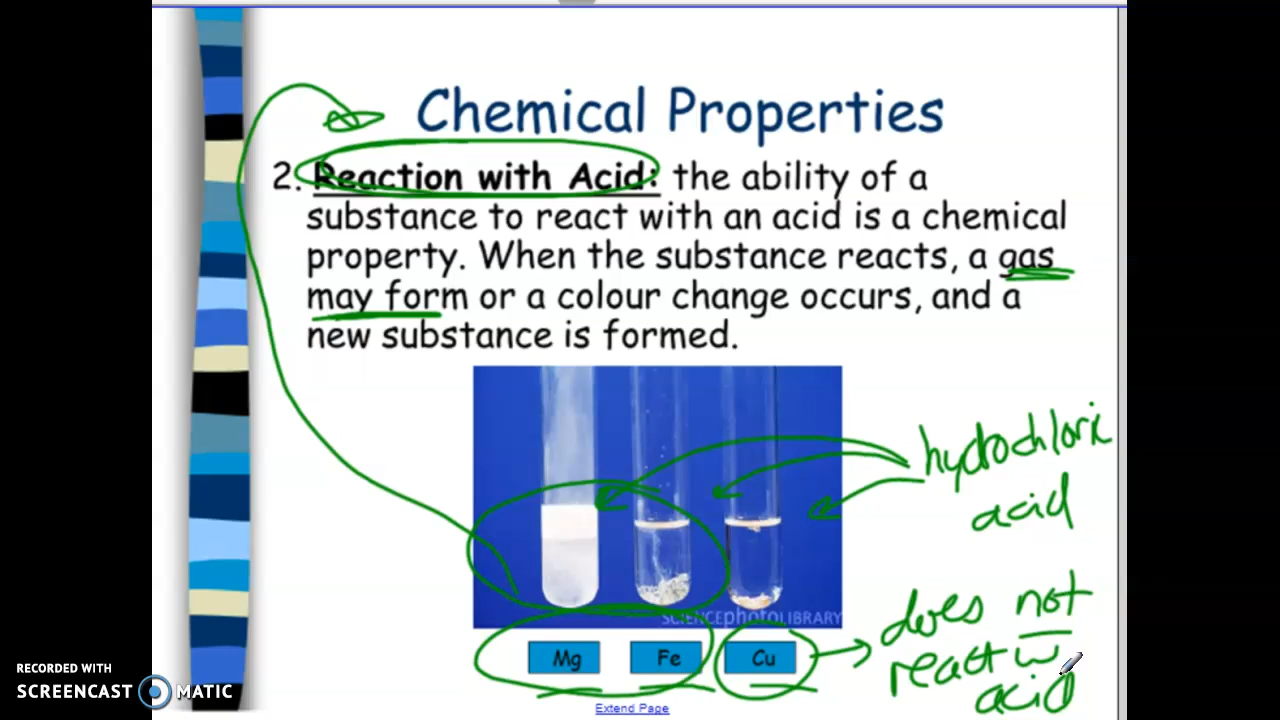 Chemical Properties
2. Reaction with Acid: the ability of a
substance to react with an acid is a chemical
property. When the substance reacts, a gas
may form or a colour change occurs, and a
new substance is formed.
hydrochloric
acid
SCIENCEphotoLIBRARY
Mg Fe Cu
does not
react w
acid
Extend Page
RECORDED WITH
SCREENCAST MATIC